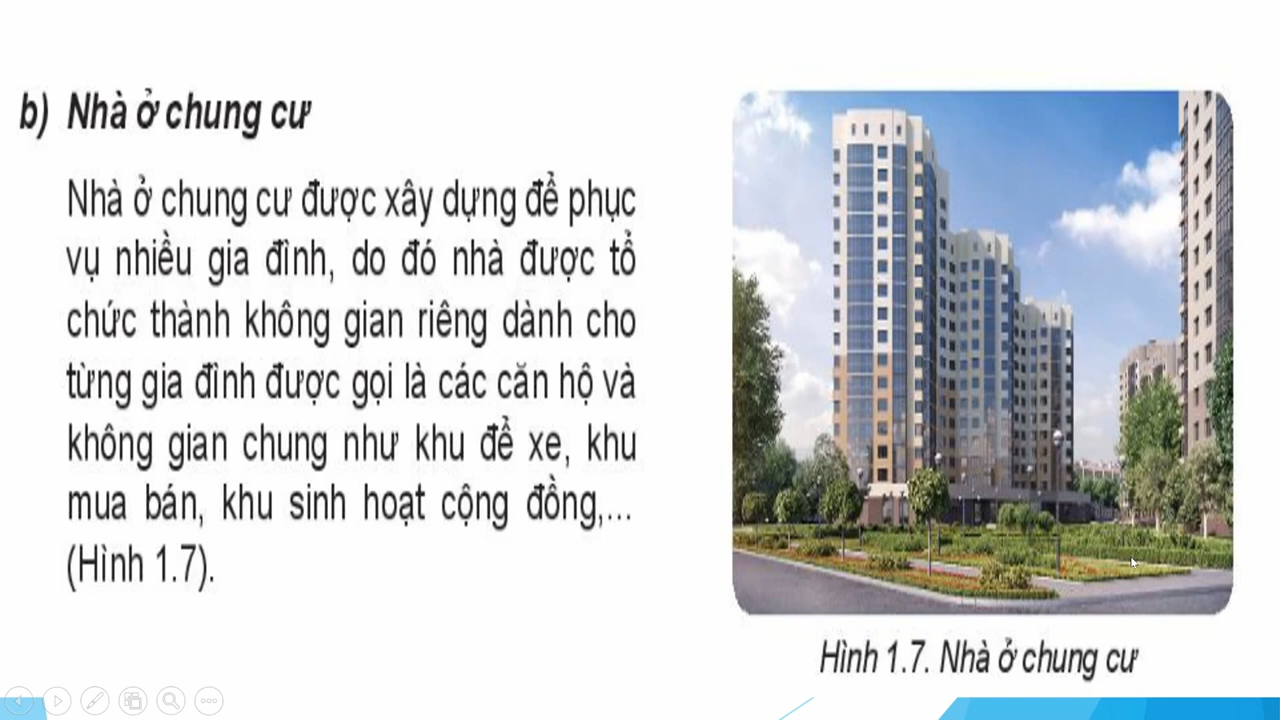 b) Nhà ở chung cư
Nhà ở chung cư được xây dựng để phục
vụ nhiều gia đình, do đó nhà được tổ
chức thành không gian riêng dành cho
từng gia đình được gọi là các căn hộ và
không gian chung như khu để xe, khu
mua bán, khu sinh hoạt cộng đồng,...
(Hình 1.7).
Hình 1.7. Nhà ở chung cư